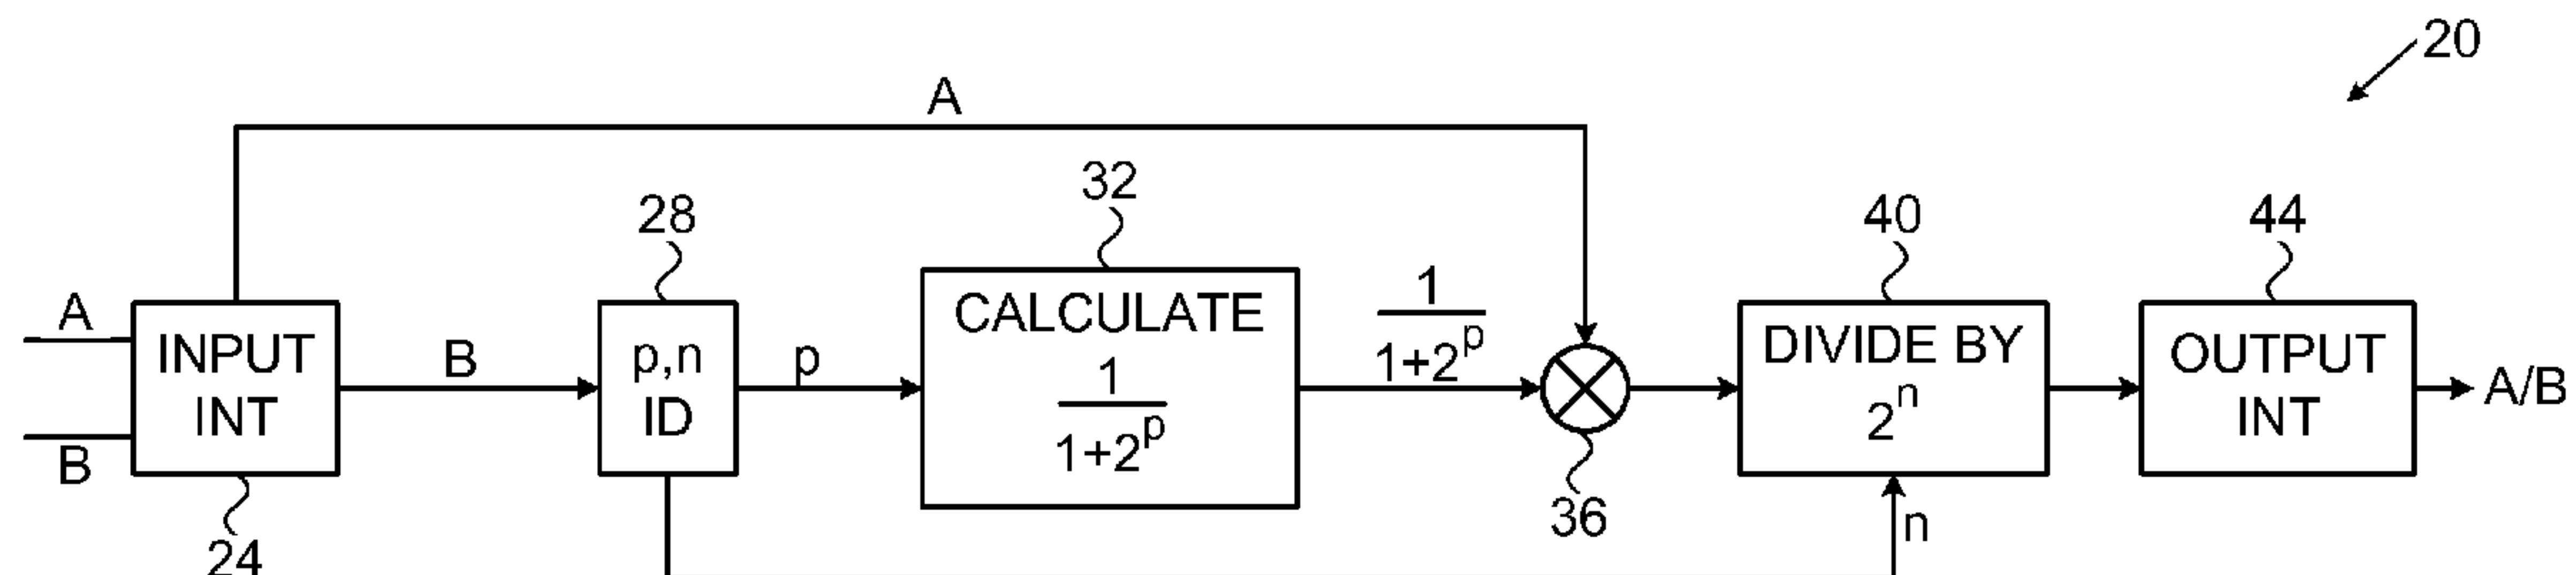 20
A
32
28
40
44
A
INPUT
INT
B
B
p,n
ID
p
CALCULATE
1
1+2^p
1
1+2^p
DIVIDE BY
2^n
OUTPUT
INT
A/B
24
36
n